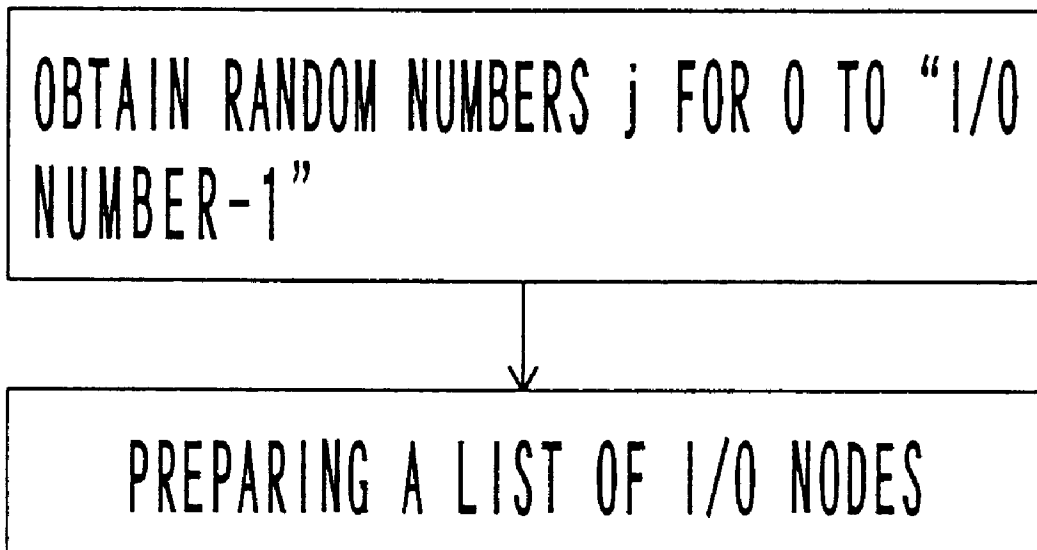 OBTAIN RANDOM NUMBERS j FOR 0 TO “I/O
NUMBER-1”
PREPARING A LIST OF I/O NODES